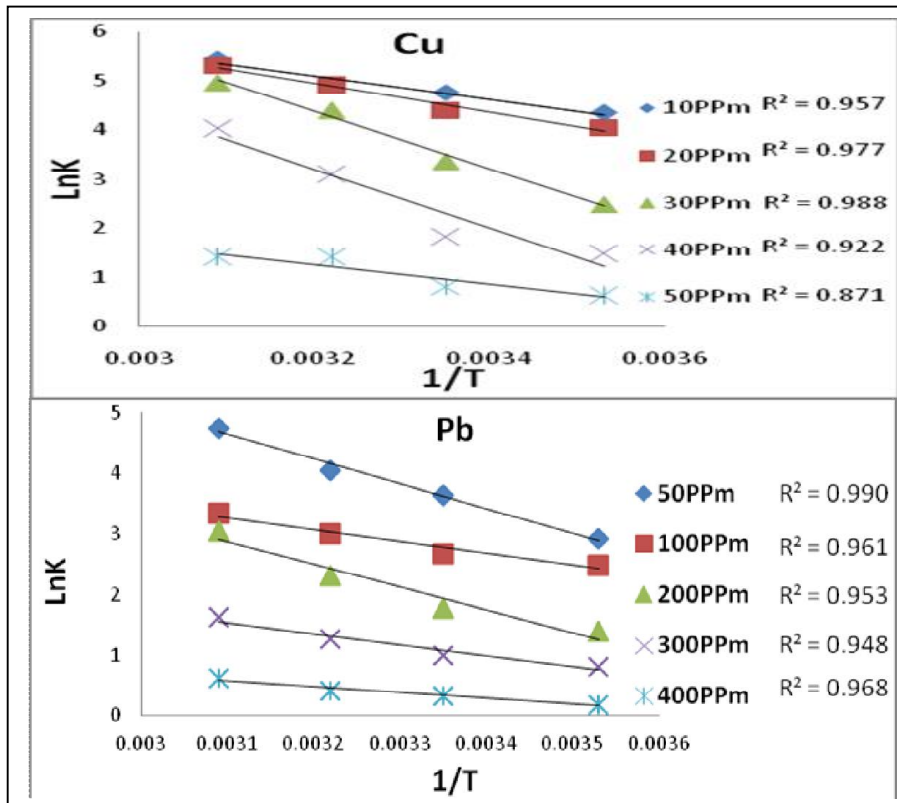 Cu
6
5
4
3
2
1
0
LnK
0.003
0.0032
0.0034
0.0036
1/T
10PPm R² = 0.957
20PPm R² = 0.977
30PPm R² = 0.988
40PPm R² = 0.922
50PPm R² = 0.871
Pb
5
4
3
2
1
0
LnK
0.003
0.0031
0.0032
0.0033
0.0034
0.0035
0.0036
1/T
50PPm R² = 0.990
100PPm R² = 0.961
200PPm R² = 0.953
300PPm R² = 0.948
400PPm R² = 0.968